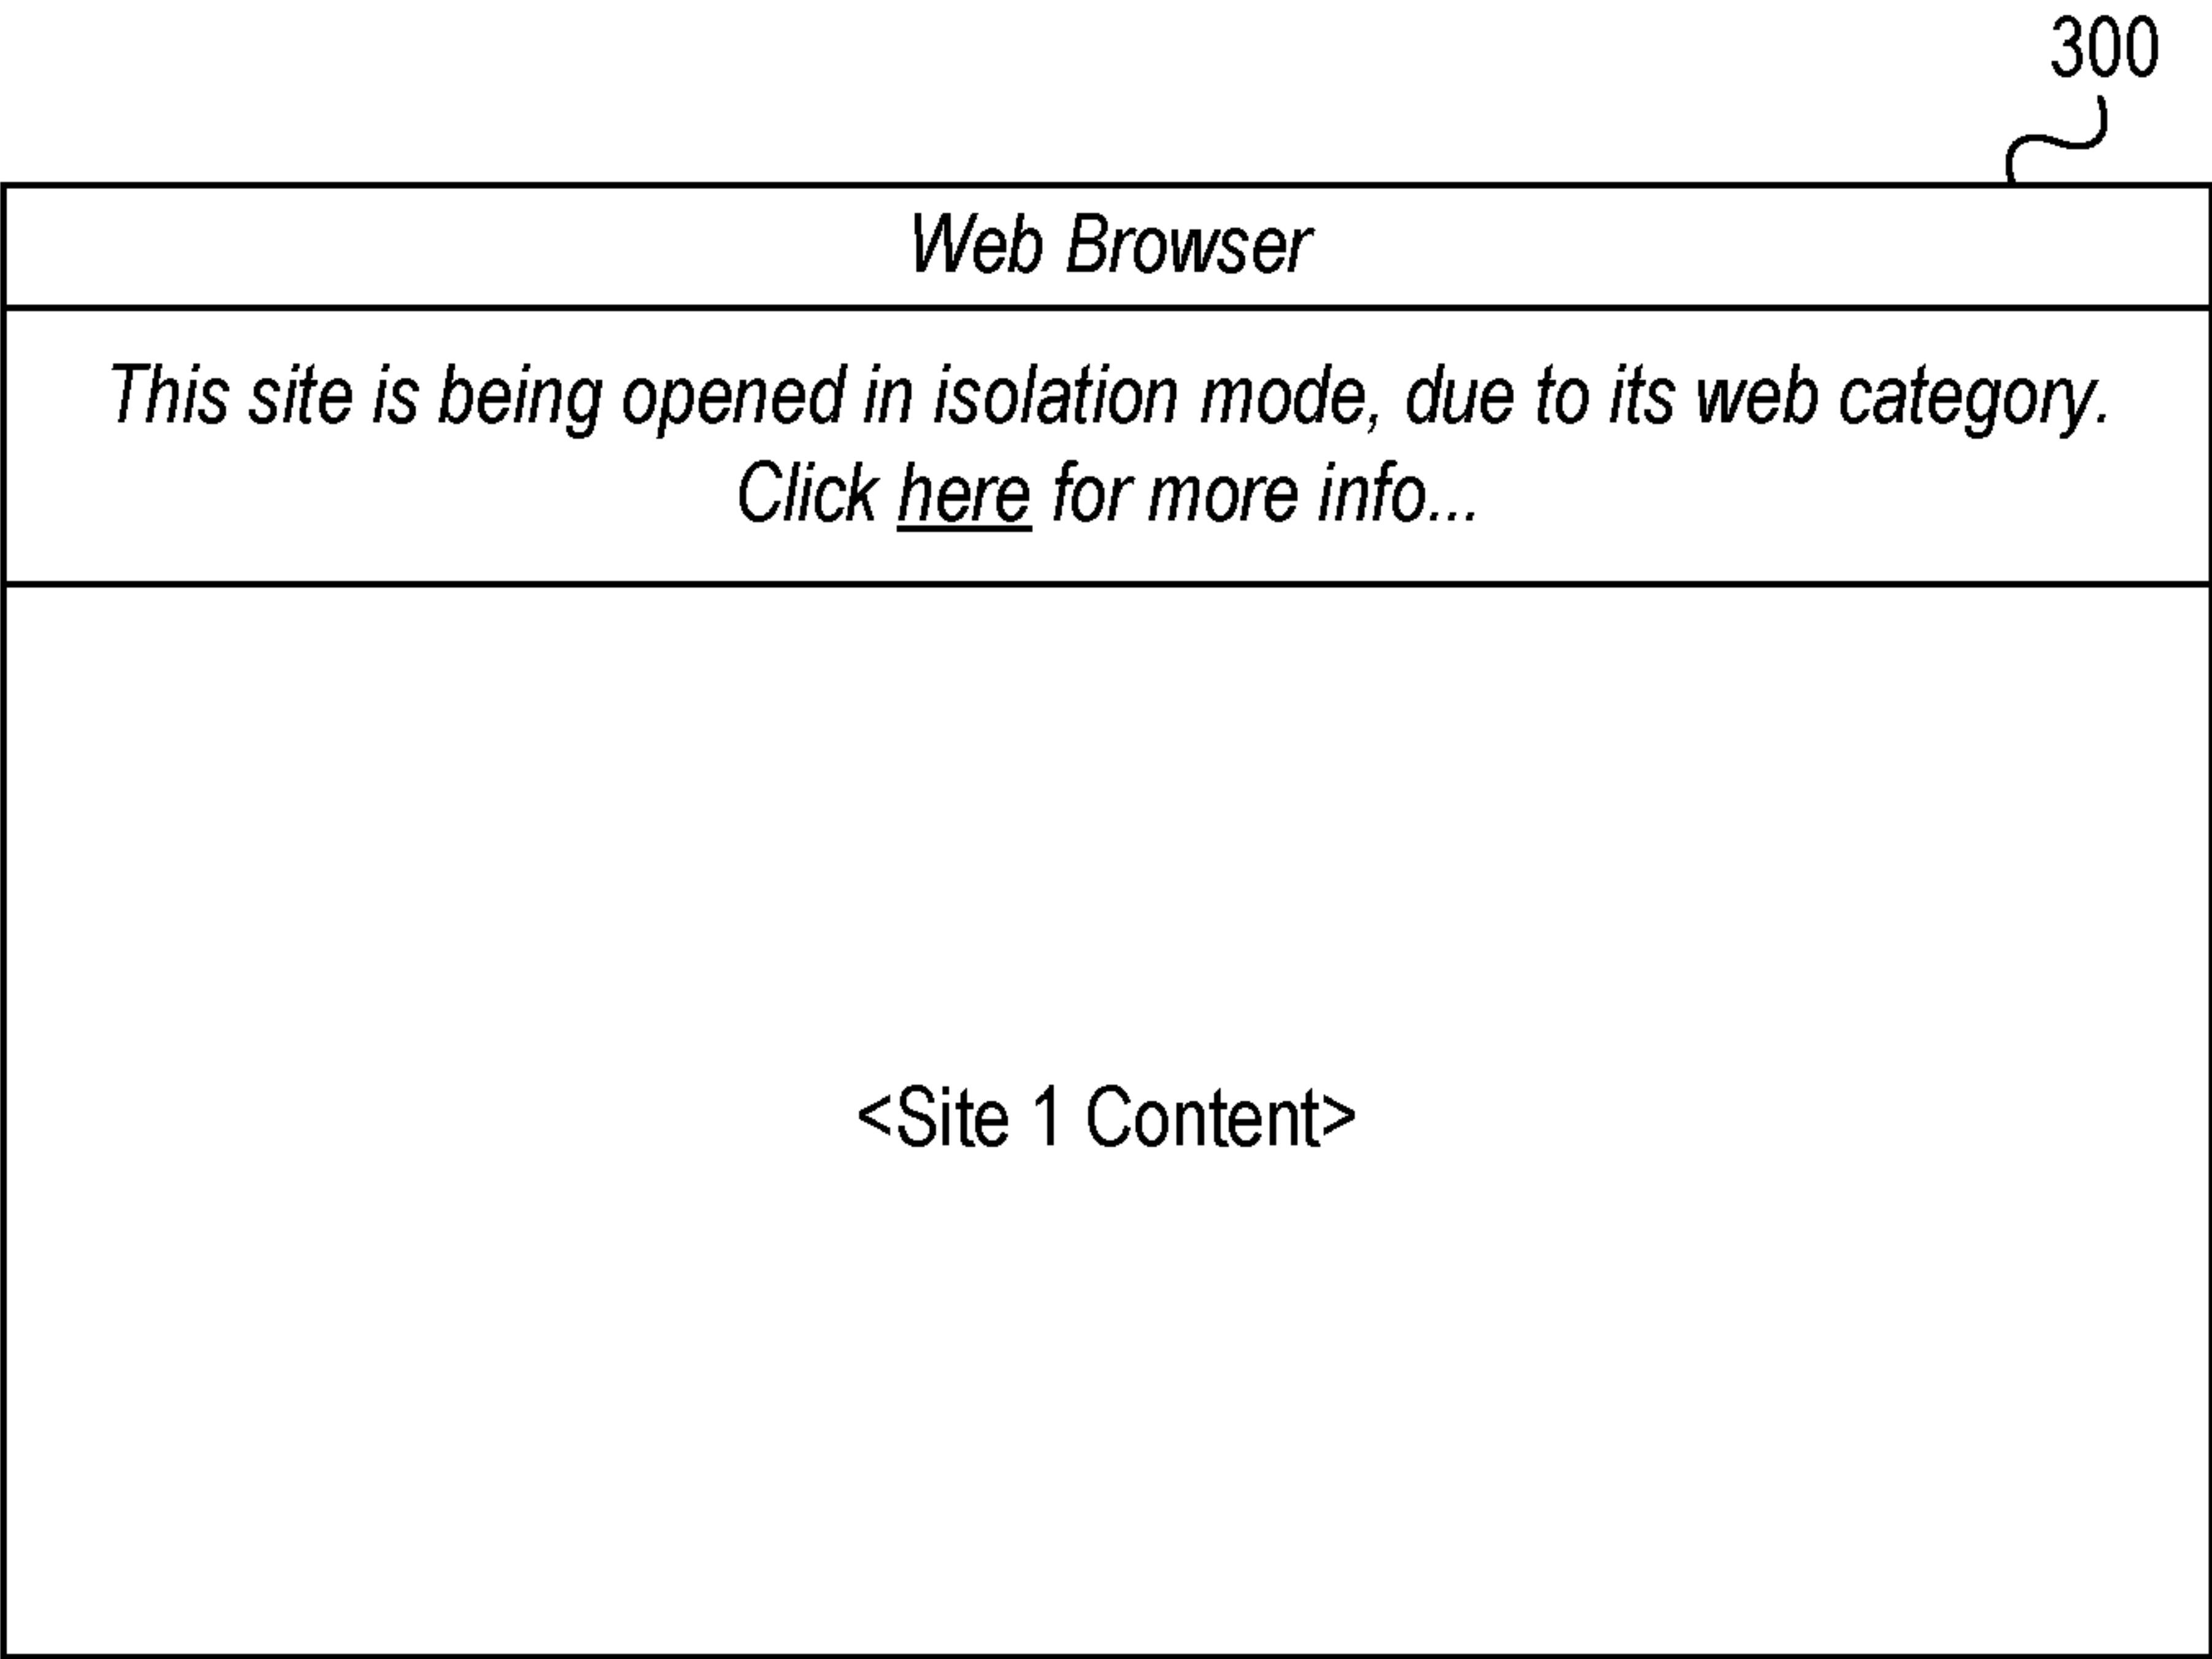 300
Web Browser
This site is being opened in isolation mode, due to its web category.
Click here for more info...
<Site 1 Content>